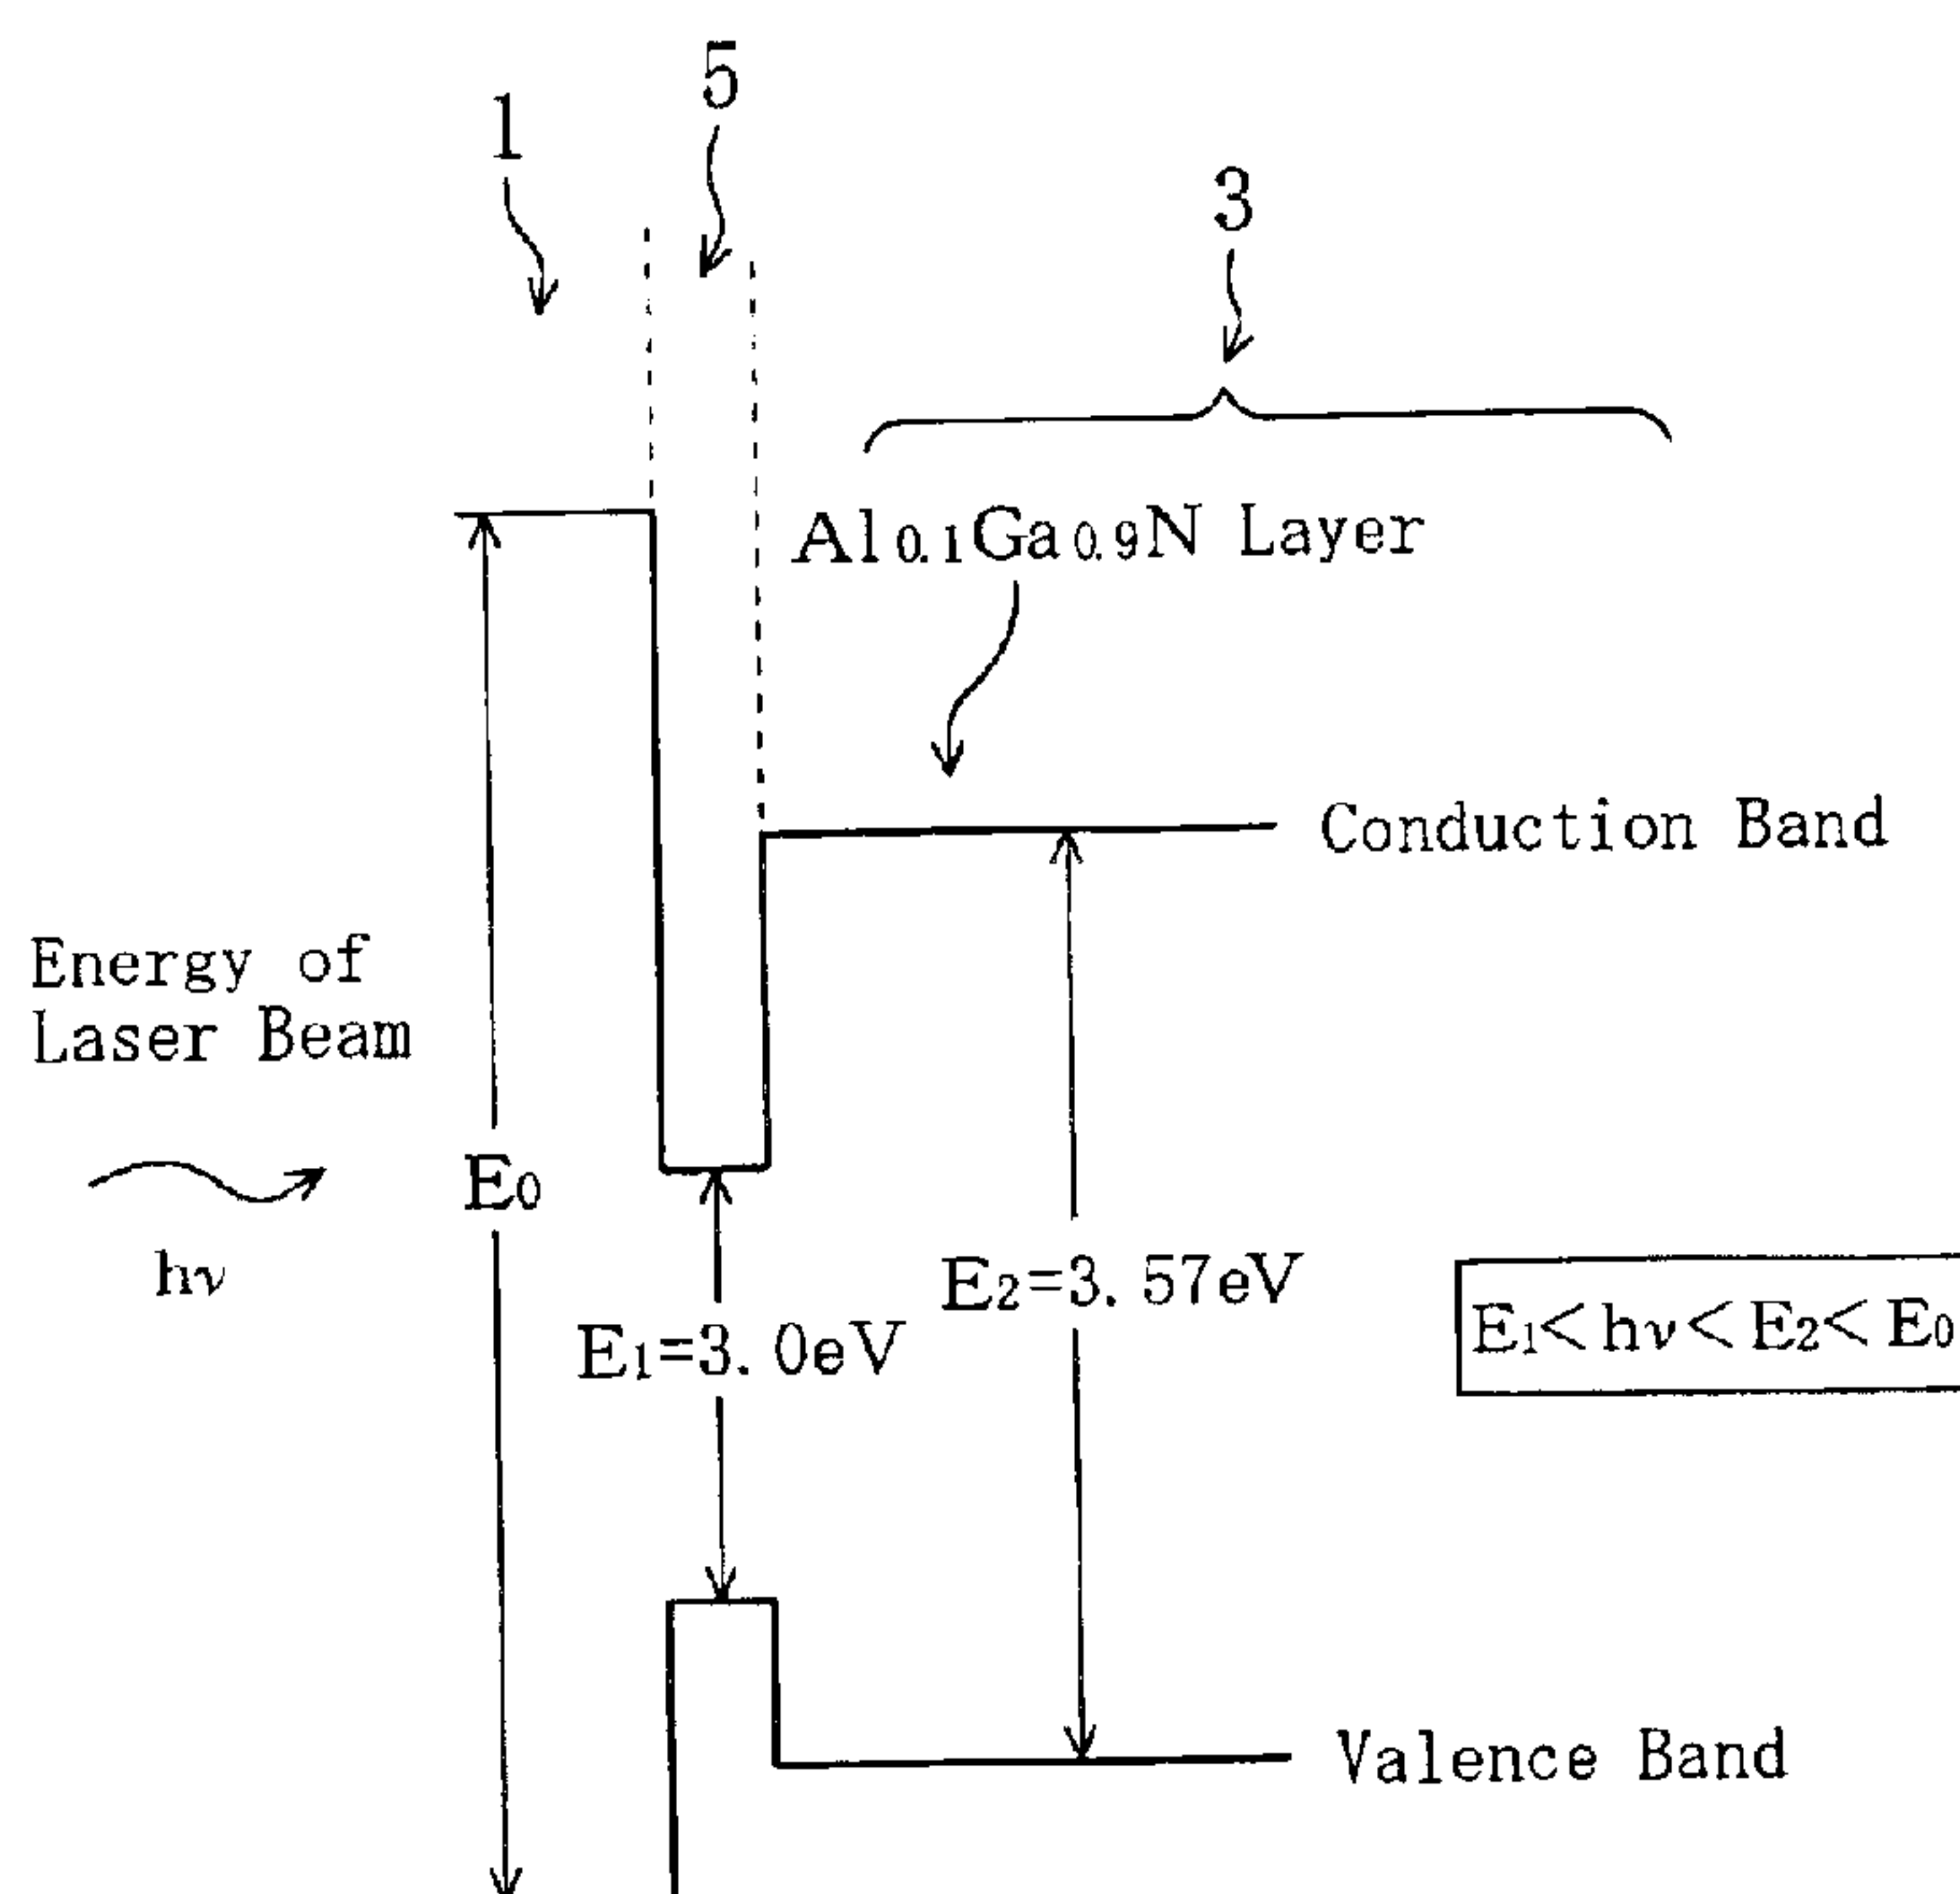 5
1
3
Al0.1Ga0.9N Layer
Conduction Band
Energy of
Laser Beam
E0
hν
E2=3.57eV
E1<hν<E2<E0
E1=3.0eV
Valence Band